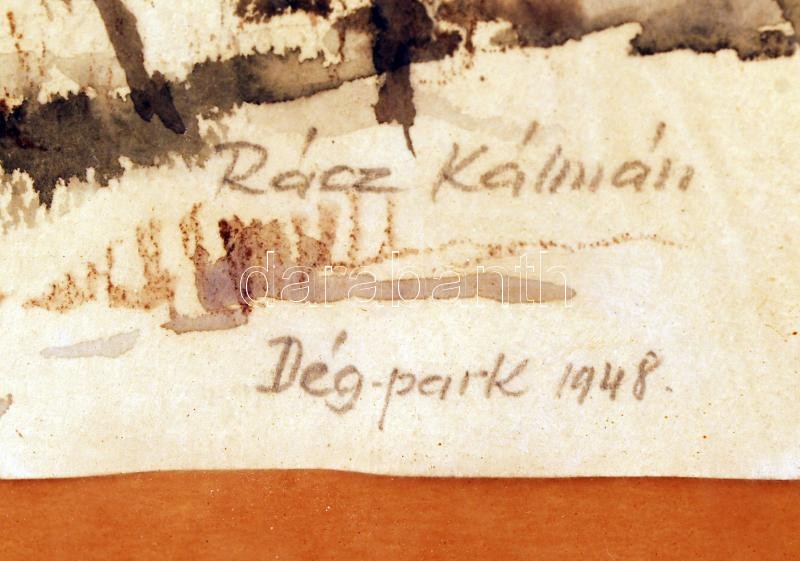 Rácz Kálmán
darabanth
Dég-park 1948.